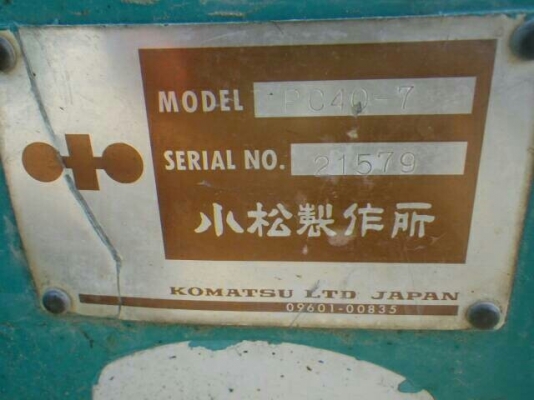 MODEL PC40-7
SERIAL NO. 21579
小松製作所
KOMATSU LTD JAPAN
09601-00835